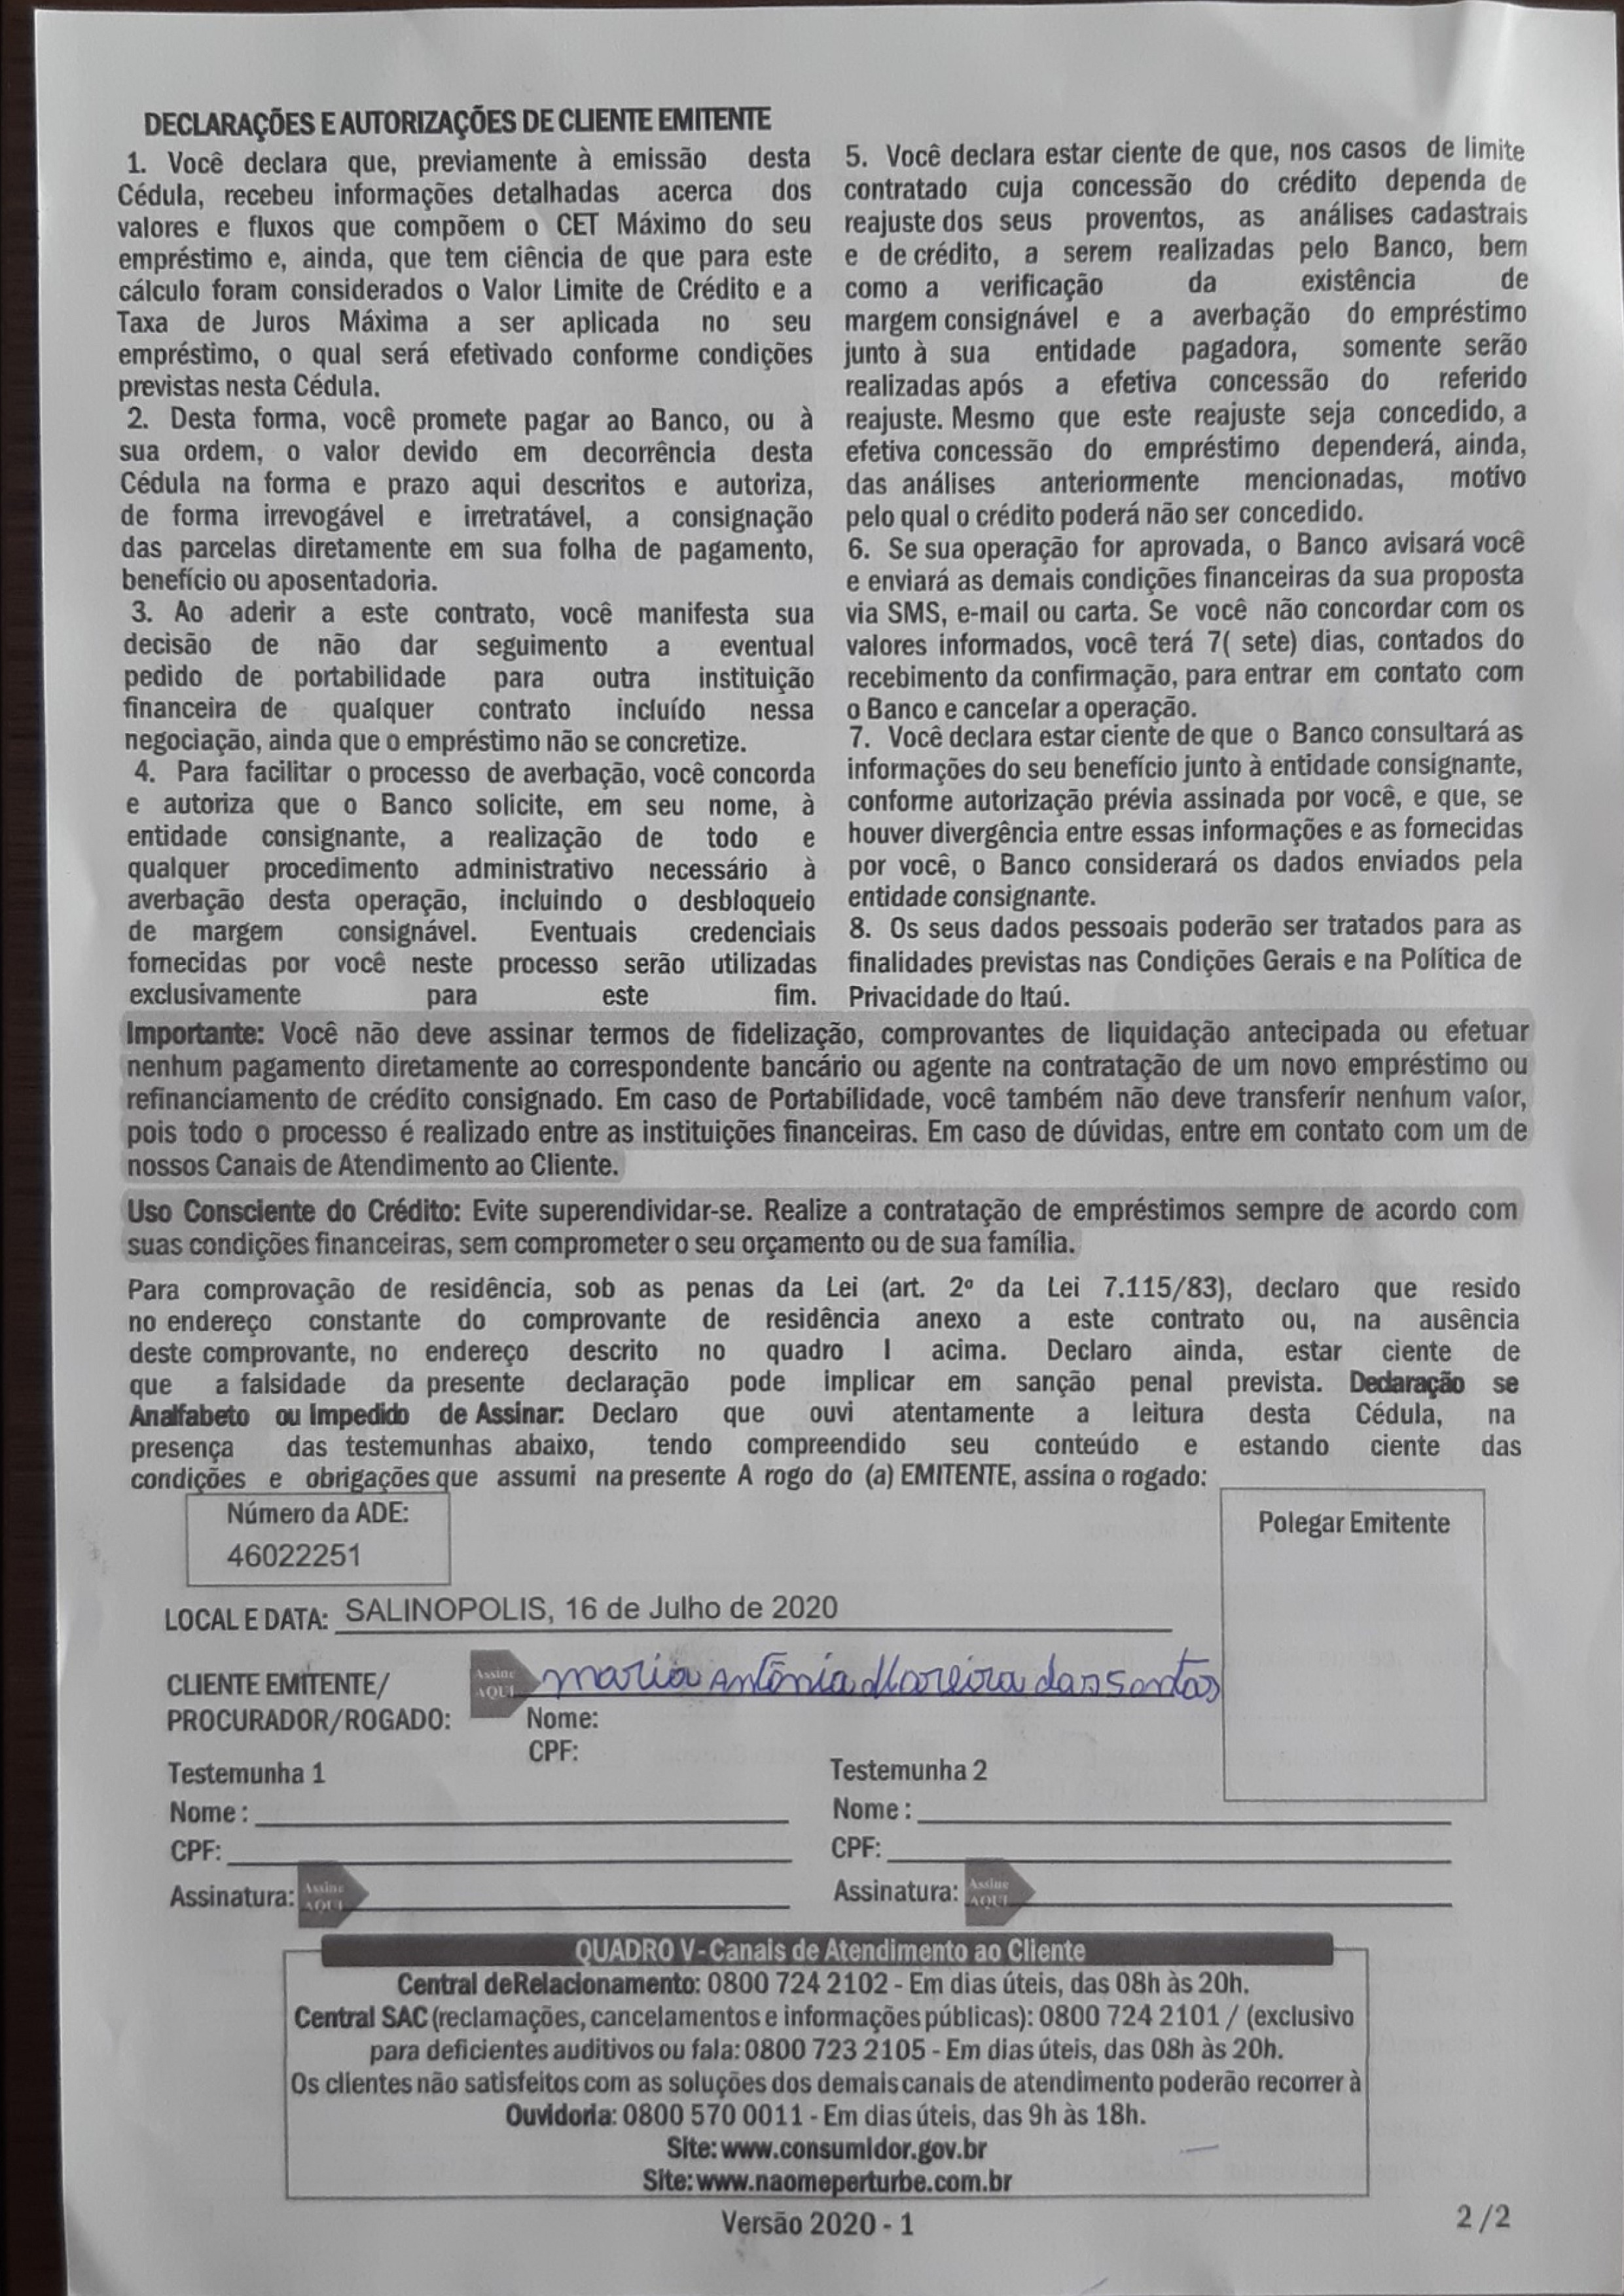 DECLARAÇÕES E AUTORIZAÇÕES DE CLIENTE EMITENTE
1. Você declara que, previamente à emissão desta
Cédula, recebeu informações detalhadas acerca dos
valores e fluxos que compõem o CET Máximo do seu
empréstimo e, ainda, que tem ciência de que para este
cálculo foram considerados o Valor Limite de Crédito e a
Taxa de Juros Máxima a ser aplicada no seu
empréstimo, o qual será efetivado conforme condições
previstas nesta Cédula.
2. Desta forma, você promete pagar ao Banco, ou à
sua ordem, o valor devido em decorrência desta
Cédula na forma e prazo aqui descritos e autoriza,
de forma irrevogável e irretratável, a consignação
das parcelas diretamente em sua folha de pagamento,
benefício ou aposentadoria.
3. Ao aderir a este contrato, você manifesta sua
decisão de não dar seguimento a eventual
pedido de portabilidade para outra instituição
financeira de qualquer contrato incluído nessa
negociação, ainda que o empréstimo não se concretize.
4. Para facilitar o processo de averbação, você concorda
e autoriza que o Banco solicite, em seu nome, à
entidade consignante, a realização de todo e
qualquer procedimento administrativo necessário à
averbação desta operação, incluindo o desbloqueio
de margem consignável. Eventuais credenciais
fornecidas por você neste processo serão utilizadas
exclusivamente para este fim.
5. Você declara estar ciente de que, nos casos de limite
contratado cuja concessão do crédito dependa de
reajuste dos seus proventos, as análises cadastrais
e de crédito, a serem realizadas pelo Banco, bem
como a verificação da existência de
margem consignável e a averbação do empréstimo
junto à sua entidade pagadora, somente serão
realizadas após a efetiva concessão do referido
reajuste. Mesmo que este reajuste seja concedido, a
efetiva concessão do empréstimo dependerá, ainda,
das análises anteriormente mencionadas, motivo
pelo qual o crédito poderá não ser concedido.
6. Se sua operação for aprovada, o Banco avisará você
e enviará as demais condições financeiras da sua proposta
via SMS, e-mail ou carta. Se você não concordar com os
valores informados, você terá 7( sete) dias, contados do
recebimento da confirmação, para entrar em contato com
o Banco e cancelar a operação.
7. Você declara estar ciente de que o Banco consultará as
informações do seu benefício junto à entidade consignante,
conforme autorização prévia assinada por você, e que, se
houver divergência entre essas informações e as fornecidas
por você, o Banco considerará os dados enviados pela
entidade consignante.
8. Os seus dados pessoais poderão ser tratados para as
finalidades previstas nas Condições Gerais e na Política de
Privacidade do Itaú.
Importante: Você não deve assinar termos de fidelização, comprovantes de liquidação antecipada ou efetuar
nenhum pagamento diretamente ao correspondente bancário ou agente na contratação de um novo empréstimo ou
refinanciamento de crédito consignado. Em caso de Portabilidade, você também não deve transferir nenhum valor,
pois todo o processo é realizado entre as instituições financeiras. Em caso de dúvidas, entre em contato com um de
nossos Canais de Atendimento ao Cliente.
Uso Consciente do Crédito: Evite superendividar-se. Realize a contratação de empréstimos sempre de acordo com
suas condições financeiras, sem comprometer o seu orçamento ou de sua família.
Para comprovação de residência, sob as penas da Lei (art. 2º da Lei 7.115/83), declaro que resido
no endereço constante do comprovante de residência anexo a este contrato ou, na ausência
deste comprovante, no endereço descrito no quadro I acima. Declaro ainda, estar ciente de
que a falsidade da presente declaração pode implicar em sanção penal prevista. Declaração se
Analfabeto ou Impedido de Assinar: Declaro que ouvi atentamente a leitura desta Cédula, na
presença das testemunhas abaixo, tendo compreendido seu conteúdo e estando ciente das
condições e obrigações que assumi na presente A rogo do (a) EMITENTE, assina o rogado:
Número da ADE:
46022251
Polegar Emitente
LOCAL E DATA: SALINOPOLIS, 16 de Julho de 2020
CLIENTE EMITENTE/
PROCURADOR/ROGADO:
Assine
AQUI
maria Antônia Moreira dos santos
Nome:
CPF:
Testemunha 1
Nome :
CPF:
Assinatura: Assine
AQUI
Testemunha 2
Nome :
CPF:
Assinatura: Assine
AQUI
QUADRO V - Canais de Atendimento ao Cliente
Central deRelacionamento: 0800 724 2102 - Em dias úteis, das 08h às 20h.
Central SAC (reclamações, cancelamentos e informações públicas): 0800 724 2101 / (exclusivo
para deficientes auditivos ou fala: 0800 723 2105 - Em dias úteis, das 08h às 20h.
Os clientes não satisfeitos com as soluções dos demais canais de atendimento poderão recorrer à
Ouvidoria: 0800 570 0011 - Em dias úteis, das 9h às 18h.
Site: www.consumidor.gov.br
Site: www.naomeperturbe.com.br
Versão 2020 - 1
2 / 2